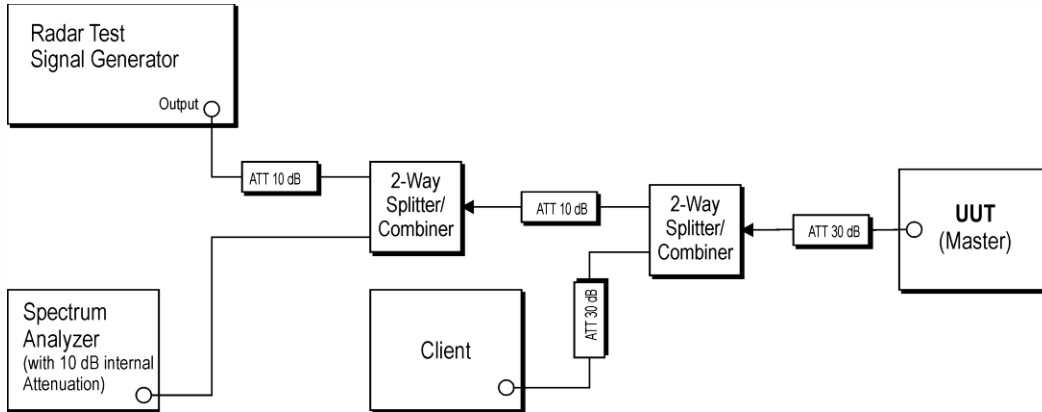 Radar Test
Signal Generator
Output
ATT 10 dB
2-Way
Splitter/
Combiner
ATT 10 dB
2-Way
Splitter/
Combiner
ATT 30 dB
UUT
(Master)
Spectrum
Analyzer
(with 10 dB internal
Attenuation)
Client
ATT 30 dB